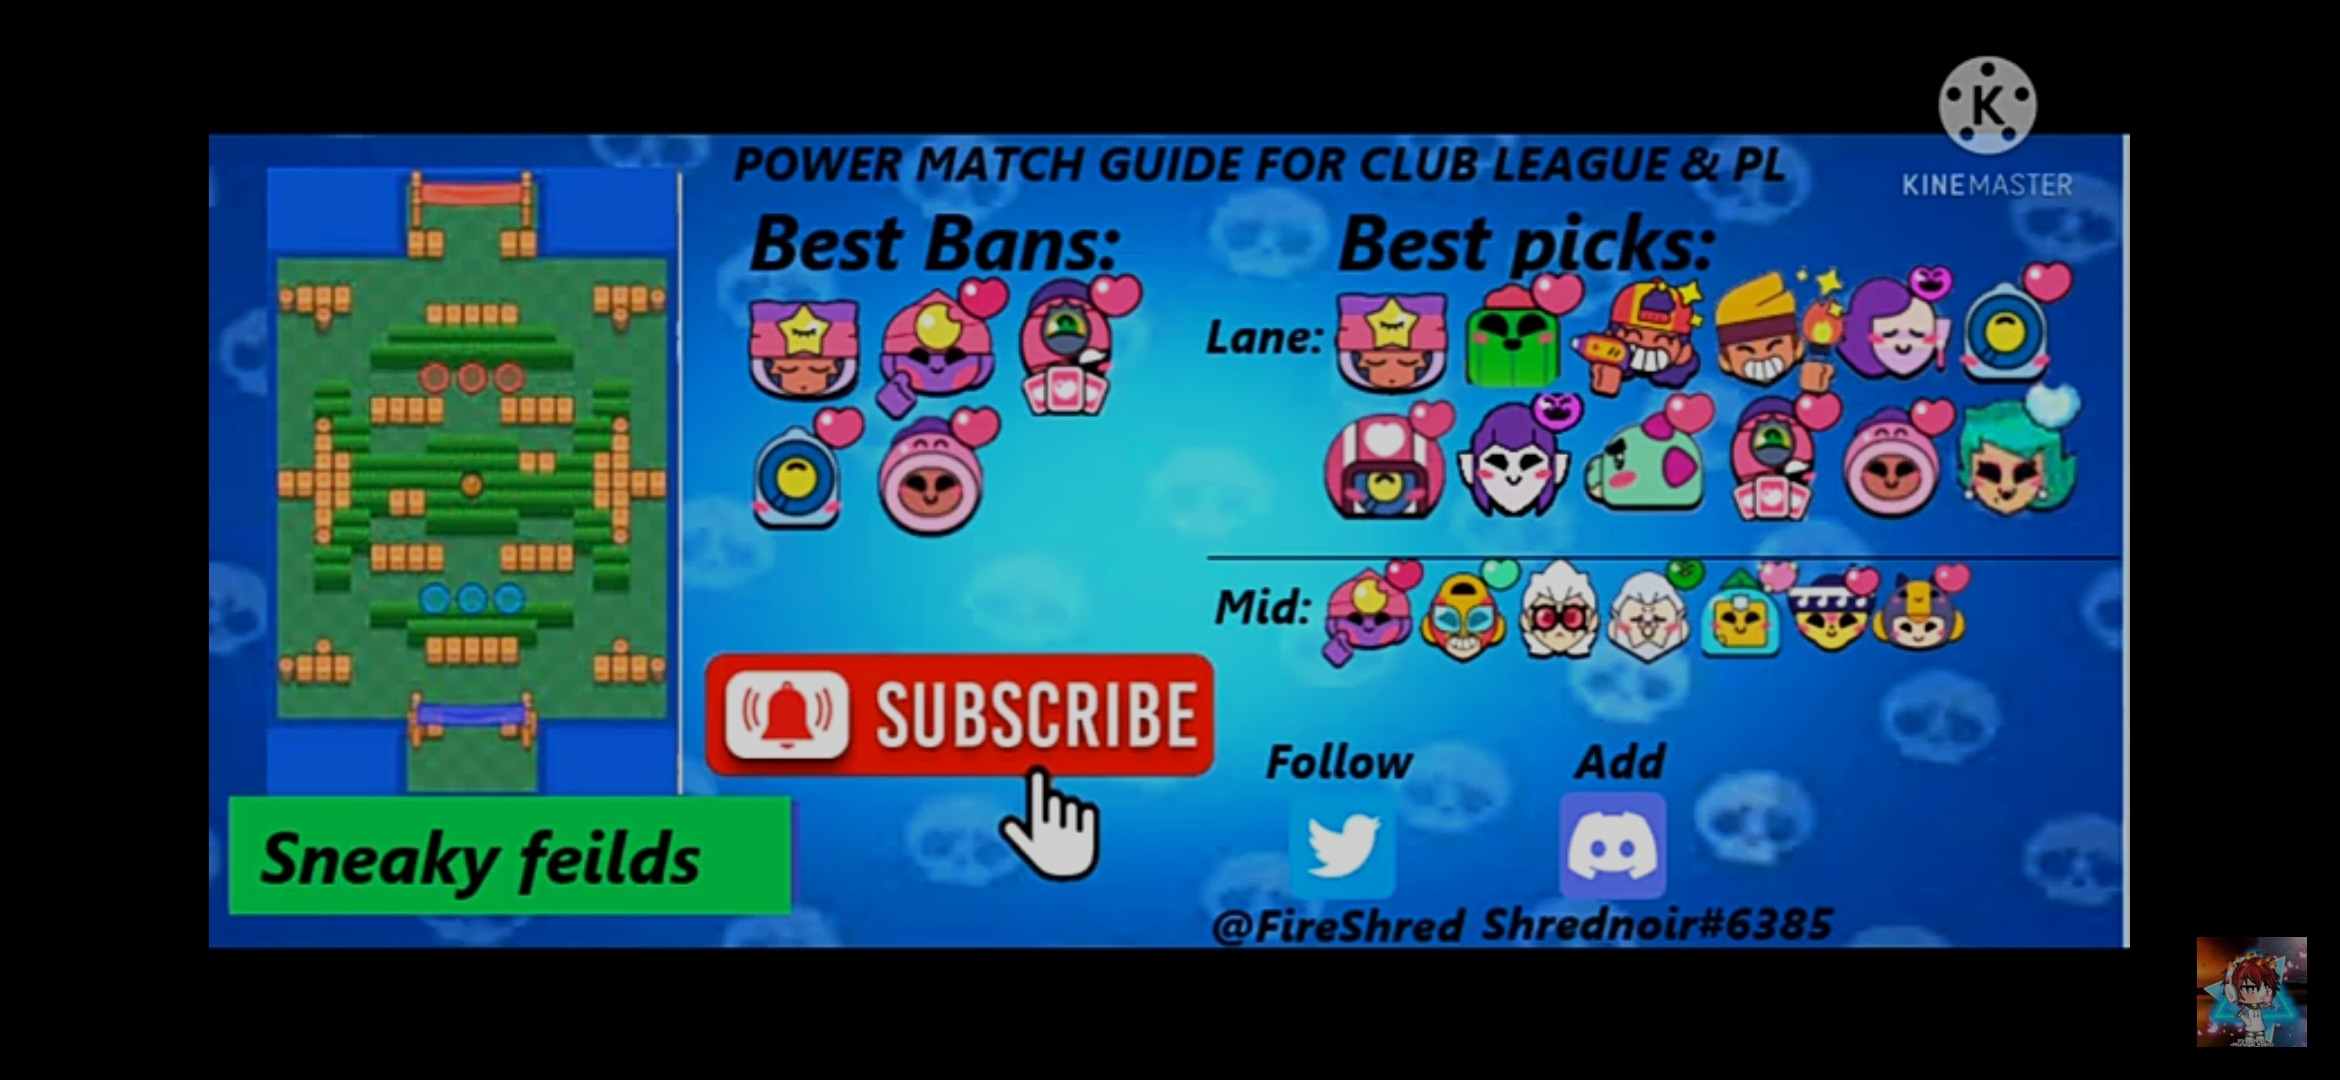 K
KINEMASTER
POWER MATCH GUIDE FOR CLUB LEAGUE & PL
Best Bans:
Best picks:
Lane:
Mid:
SUBSCRIBE
Follow
Add
Sneaky feilds
@FireShred
Shrednoir#6385